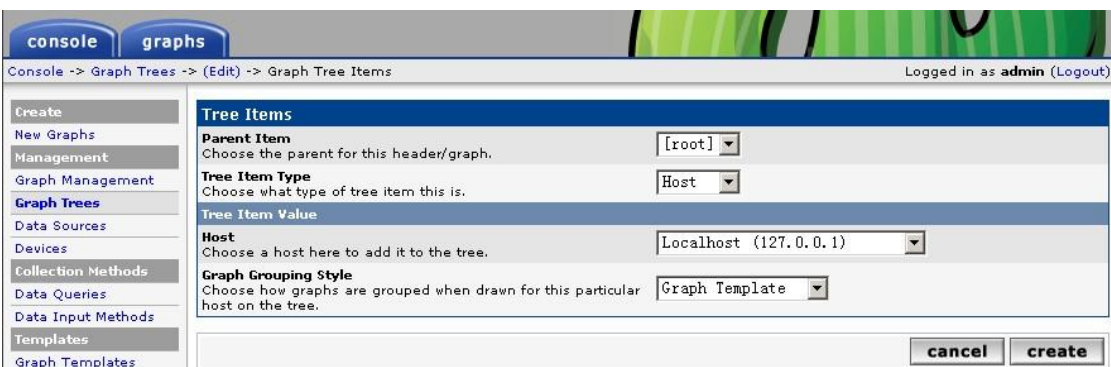 console graphs
Console -> Graph Trees -> (Edit) -> Graph Tree Items
Logged in as admin (Logout)
Create
New Graphs
Management
Graph Management
Graph Trees
Data Sources
Devices
Collection Methods
Data Queries
Data Input Methods
Templates
Graph Templates
Tree Items
Parent Item
Choose the parent for this header/graph.
[root]
Tree Item Type
Choose what type of tree item this is.
Host
Tree Item Value
Host
Choose a host here to add it to the tree.
Localhost (127.0.0.1)
Graph Grouping Style
Choose how graphs are grouped when drawn for this particular
host on the tree.
Graph Template
cancel create